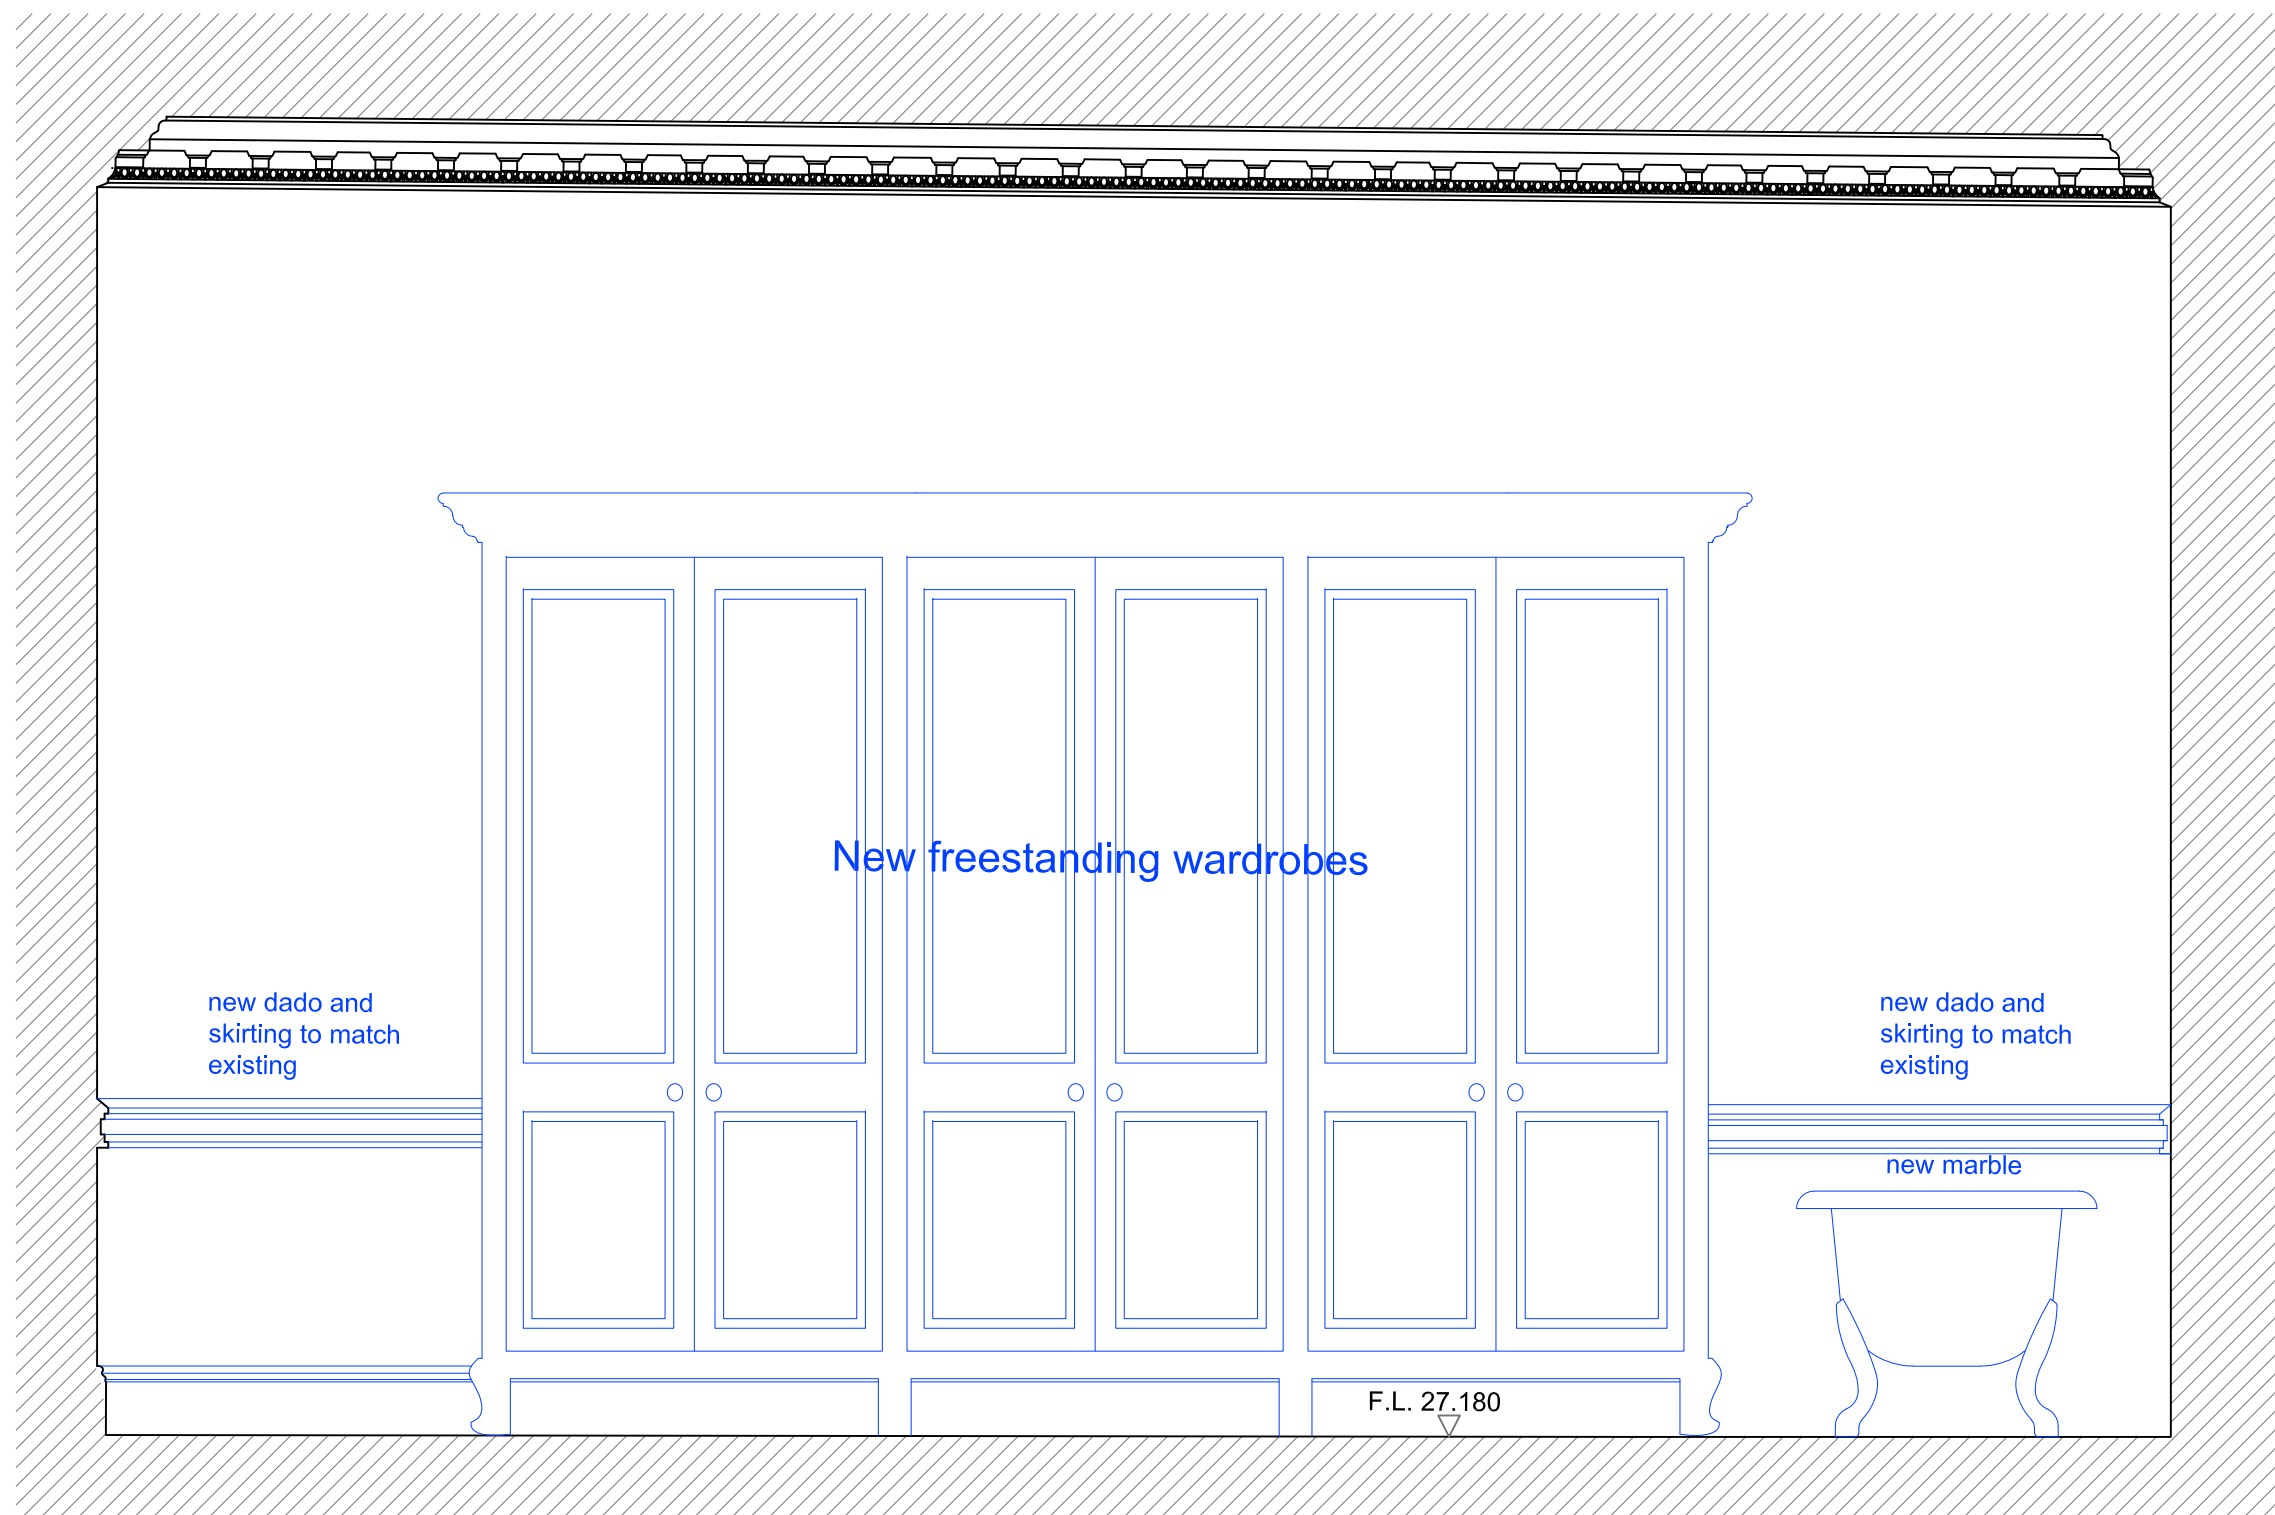 New freestanding wardrobes
new dado and
skirting to match
existing
new dado and
skirting to match
existing
new marble
F.L. 27.180